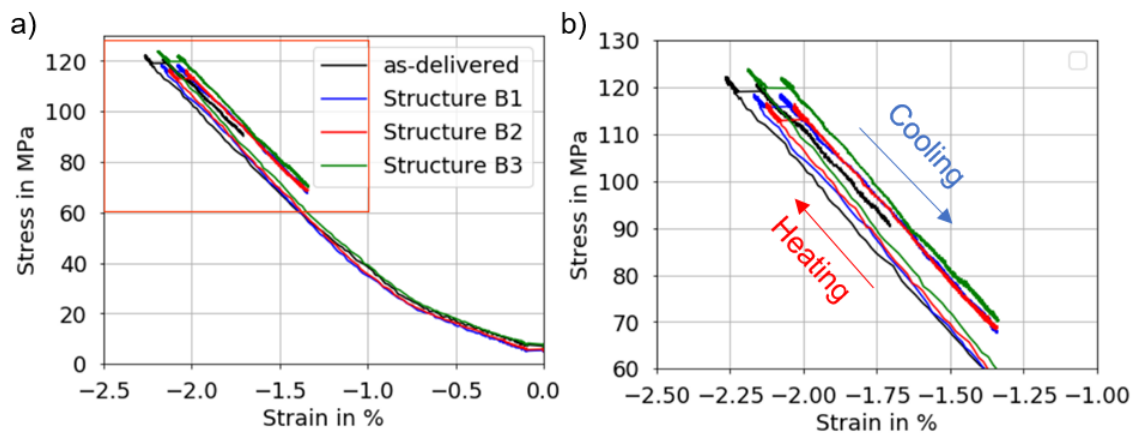 a)
120
100
80
60
40
20
0
Stress in MPa
−2.5 −2.0 −1.5 −1.0 −0.5 0.0
Strain in %
as-delivered
Structure B1
Structure B2
Structure B3
b)
130
120
110
100
90
80
70
60
Stress in MPa
−2.50 −2.25 −2.00 −1.75 −1.50 −1.25 −1.00
Strain in %
Cooling
Heating